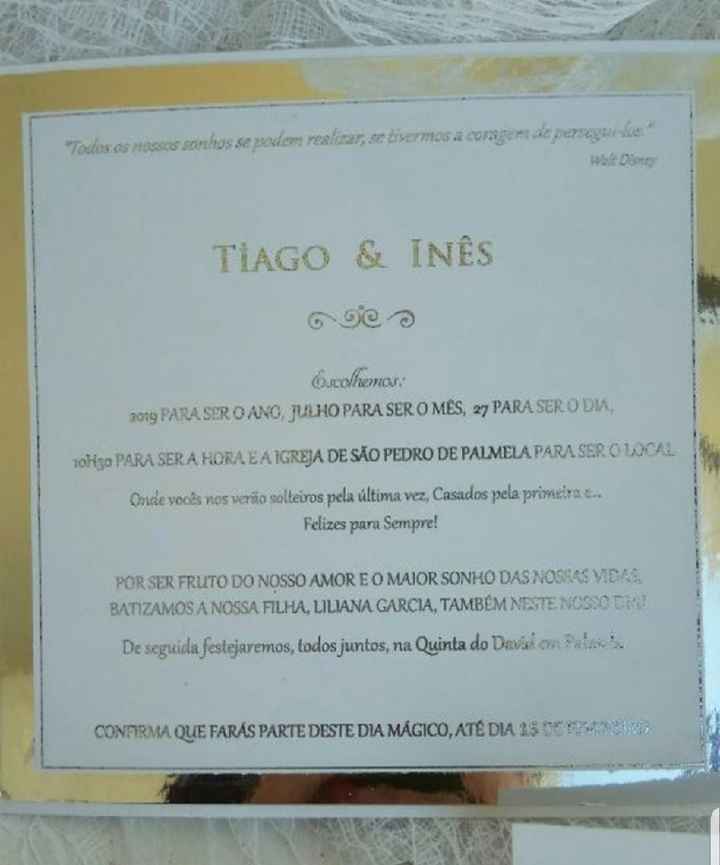 "Todos os nossos sonhos se podem realizar, se tivermos a coragem de persegui-los."
Walt Disney
TIAGO & INÊS
Escolhemos:
2019 PARA SER O ANO, JULHO PARA SER O MÊS, 27 PARA SER O DIA,
10H30 PARA SER A HORA E A IGREJA DE SÃO PEDRO DE PALMELA PARA SER O LOCAL
Onde vocês nos verão solteiros pela última vez, Casados pela primeira e...
Felizes para Sempre!
POR SER FRUTO DO NOSSO AMOR E O MAIOR SONHO DAS NOSSAS VIDAS,
BATIZAMOS A NOSSA FILHA, LILIANA GARCIA, TAMBÉM NESTE NOSSO DIA!
De seguida festejaremos, todos juntos, na Quinta do David em Palmela.
CONFIRMA QUE FARÁS PARTE DESTE DIA MÁGICO, ATÉ DIA 15 DE